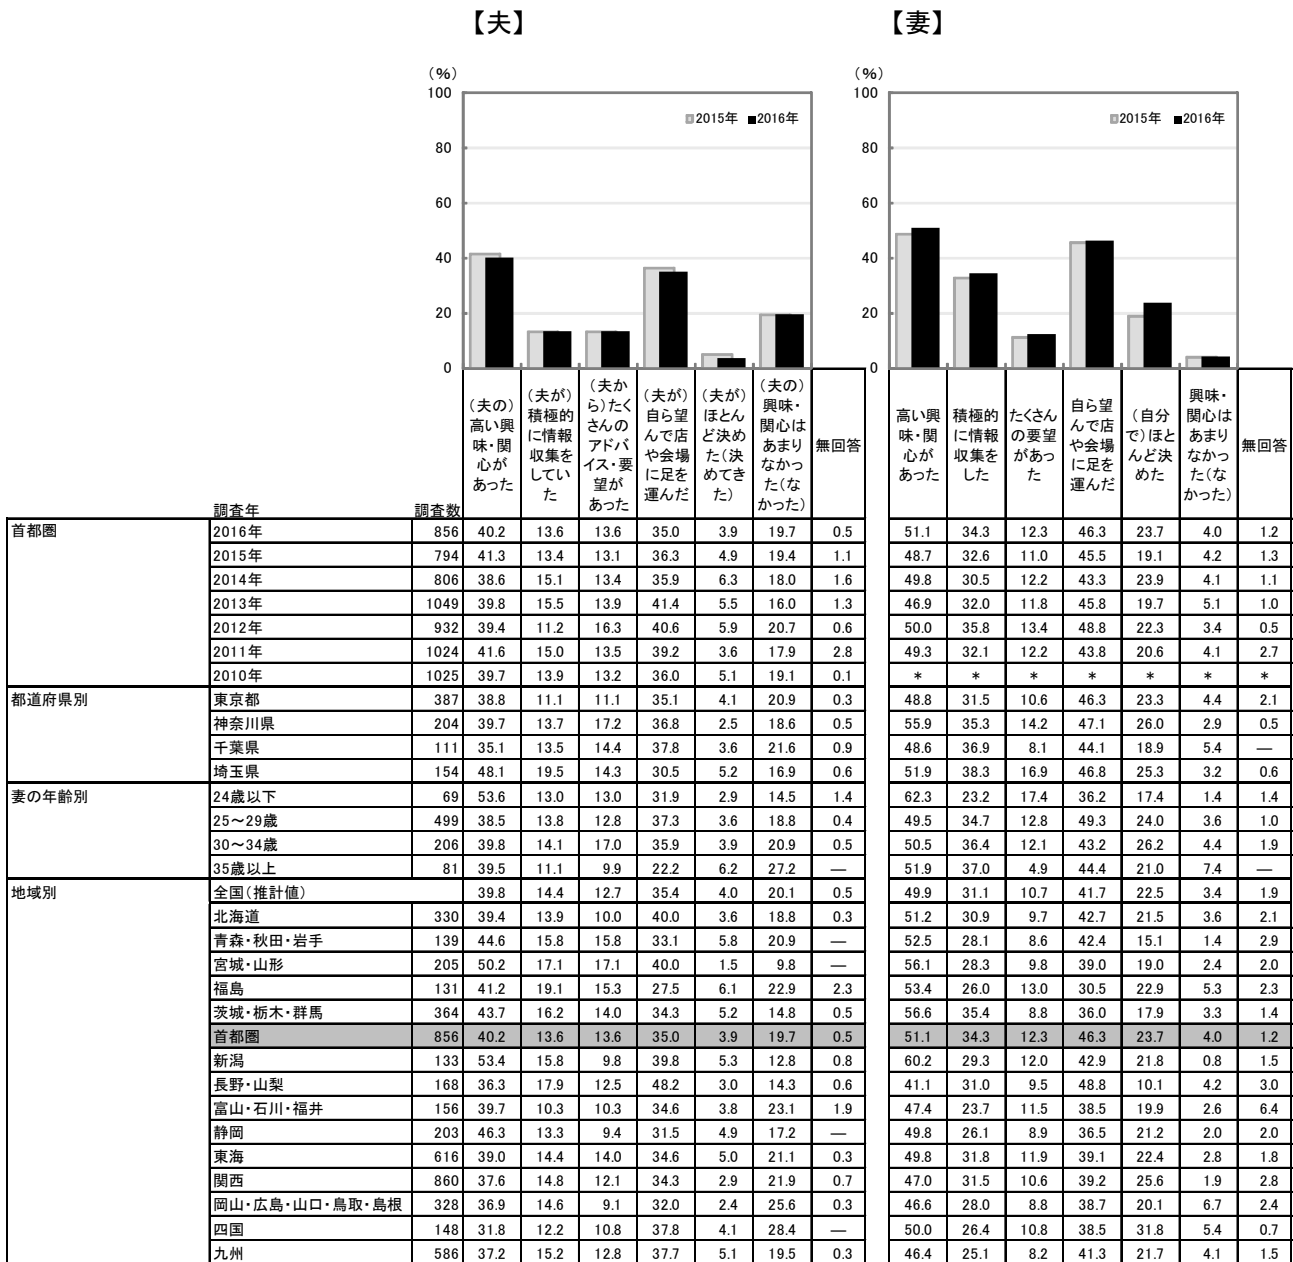 【夫】 【妻】
(%) (%)
100 100
□2015年 ■2016年 □2015年 ■2016年
80 80
60 60
40 40
20 20
0 0
調査年 調査数
(夫の)高い興味・関心があった
(夫が)積極的に情報収集をしていた
(夫から)たくさんのアドバイス・要望があった
(夫が)自ら望んで店や会場に足を運んだ
(夫が)ほとんど決めた(決めてきた)
(夫の)興味・関心はあまりなかった(なかった)
無回答
高い興味・関心があった
積極的に情報収集をした
たくさんの要望があった
自ら望んで店や会場に足を運んだ
(自分で)ほとんど決めた
興味・関心はあまりなかった(なかった)
無回答
首都圏 2016年 856 40.2 13.6 13.6 35.0 3.9 19.7 0.5 51.1 34.3 12.3 46.3 23.7 4.0 1.2
2015年 794 41.3 13.4 13.1 36.3 4.9 19.4 1.1 48.7 32.6 11.0 45.5 19.1 4.2 1.3
2014年 806 38.6 15.1 13.4 35.9 6.3 18.0 1.6 49.8 30.5 12.2 43.3 23.9 4.1 1.1
2013年 1049 39.8 15.5 13.9 41.4 5.5 16.0 1.3 46.9 32.0 11.8 45.8 19.7 5.1 1.0
2012年 932 39.4 11.2 16.3 40.6 5.9 20.7 0.6 50.0 35.8 13.4 48.8 22.3 3.4 0.5
2011年 1024 41.6 15.0 13.5 39.2 3.6 17.9 2.8 49.3 32.1 12.2 43.8 20.6 4.1 2.7
2010年 1025 39.7 13.9 13.2 36.0 5.1 19.1 0.1 * * * * * * *
都道府県別 東京都 387 38.8 11.1 11.1 35.1 4.1 20.9 0.3 48.8 31.5 10.6 46.3 23.3 4.4 2.1
神奈川県 204 39.7 13.7 17.2 36.8 2.5 18.6 0.5 55.9 35.3 14.2 47.1 26.0 2.9 0.5
千葉県 111 35.1 13.5 14.4 37.8 3.6 21.6 0.9 48.6 36.9 8.1 44.1 18.9 5.4 ―
埼玉県 154 48.1 19.5 14.3 30.5 5.2 16.9 0.6 51.9 38.3 16.9 46.8 25.3 3.2 0.6
妻の年齢別 24歳以下 69 53.6 13.0 13.0 31.9 2.9 14.5 1.4 62.3 23.2 17.4 36.2 17.4 1.4 1.4
25～29歳 499 38.5 13.8 12.8 37.3 3.6 18.8 0.4 49.5 34.7 12.8 49.3 24.0 3.6 1.0
30～34歳 206 39.8 14.1 17.0 35.9 3.9 20.9 0.5 50.5 36.4 12.1 43.2 26.2 4.4 1.9
35歳以上 81 39.5 11.1 9.9 22.2 6.2 27.2 ― 51.9 37.0 4.9 44.4 21.0 7.4 ―
地域別 全国(推計値) 39.8 14.4 12.7 35.4 4.0 20.1 0.5 49.9 31.1 10.7 41.7 22.5 3.4 1.9
北海道 330 39.4 13.9 10.0 40.0 3.6 18.8 0.3 51.2 30.9 9.7 42.7 21.5 3.6 2.1
青森・秋田・岩手 139 44.6 15.8 15.8 33.1 5.8 20.9 ― 52.5 28.1 8.6 42.4 15.1 1.4 2.9
宮城・山形 205 50.2 17.1 17.1 40.0 1.5 9.8 ― 56.1 28.3 9.8 39.0 19.0 2.4 2.0
福島 131 41.2 19.1 15.3 27.5 6.1 22.9 2.3 53.4 26.0 13.0 30.5 22.9 5.3 2.3
茨城・栃木・群馬 364 43.7 16.2 14.0 34.3 5.2 14.8 0.5 56.6 35.4 8.8 36.0 17.9 3.3 1.4
首都圏 856 40.2 13.6 13.6 35.0 3.9 19.7 0.5 51.1 34.3 12.3 46.3 23.7 4.0 1.2
新潟 133 53.4 15.8 9.8 39.8 5.3 12.8 0.8 60.2 29.3 12.0 42.9 21.8 0.8 1.5
長野・山梨 168 36.3 17.9 12.5 48.2 3.0 14.3 0.6 41.1 31.0 9.5 48.8 10.1 4.2 3.0
富山・石川・福井 156 39.7 10.3 10.3 34.6 3.8 23.1 1.9 47.4 23.7 11.5 38.5 19.9 2.6 6.4
静岡 203 46.3 13.3 9.4 31.5 4.9 17.2 ― 49.8 26.1 8.9 36.5 21.2 2.0 2.0
東海 616 39.0 14.4 14.0 34.6 5.0 21.1 0.3 49.8 31.8 11.9 39.1 22.4 2.8 1.8
関西 860 37.6 14.8 12.1 34.3 2.9 21.9 0.7 47.0 31.5 10.6 39.2 25.6 1.9 2.8
岡山・広島・山口・鳥取・島根 328 36.9 14.6 9.1 32.0 2.4 25.6 0.3 46.6 28.0 8.8 38.7 20.1 6.7 2.4
四国 148 31.8 12.2 10.8 37.8 4.1 28.4 ― 50.0 26.4 10.8 38.5 31.8 5.4 0.7
九州 586 37.2 15.2 12.8 37.7 5.1 19.5 0.3 46.4 25.1 8.2 41.3 21.7 4.1 1.5